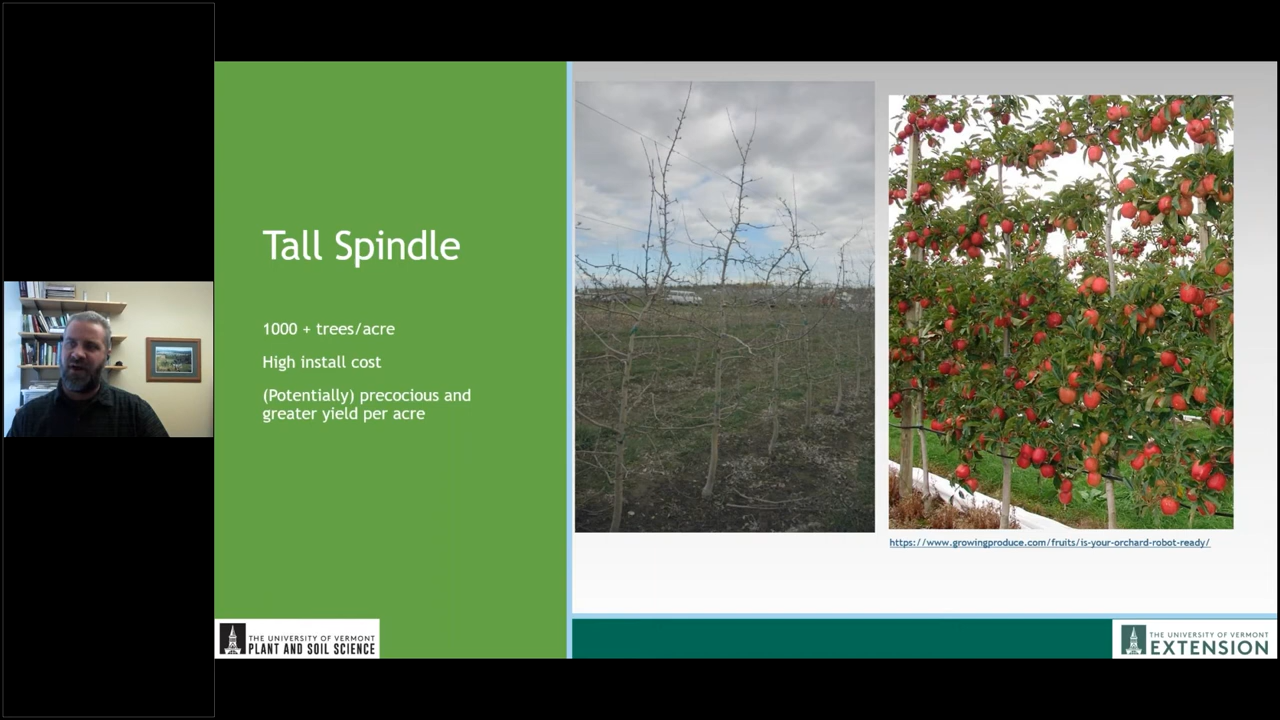 Tall Spindle
1000 + trees/acre
High install cost
(Potentially) precocious and
greater yield per acre
https://www.growingproduce.com/fruits/is-your-orchard-robot-ready/
THE UNIVERSITY OF VERMONT
PLANT AND SOIL SCIENCE
THE UNIVERSITY OF VERMONT
EXTENSION